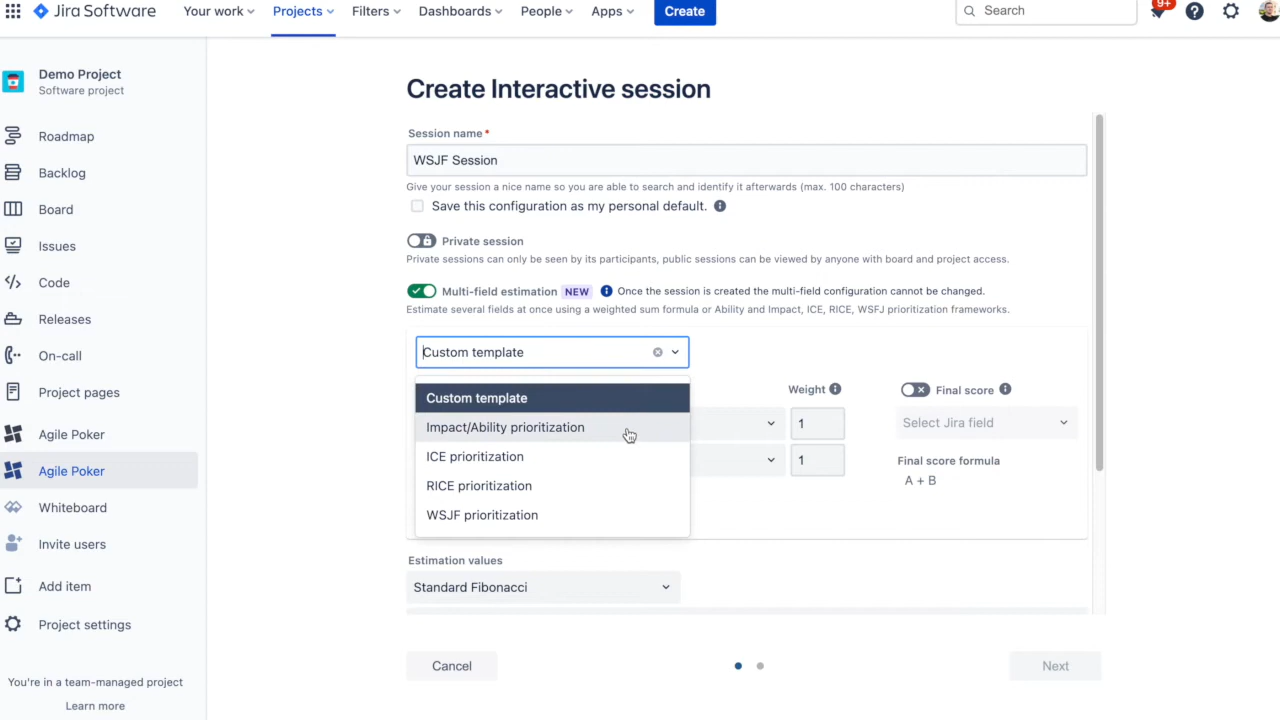 Jira Software
Your work
Projects
Filters
Dashboards
People
Apps
Create
Search
9+
Demo Project
Software project
Roadmap
Backlog
Board
Issues
Code
Releases
On-call
Project pages
Agile Poker
Agile Poker
Whiteboard
Invite users
Add item
Project settings
You're in a team-managed project
Learn more
Create Interactive session
Session name*
WSJF Session
Give your session a nice name so you are able to search and identify it afterwards (max. 100 characters)
Save this configuration as my personal default.
Private session
Private sessions can only be seen by its participants, public sessions can be viewed by anyone with board and project access.
Multi-field estimation NEW Once the session is created the multi-field configuration cannot be changed.
Estimate several fields at once using a weighted sum formula or Ability and Impact, ICE, RICE, WSFJ prioritization frameworks.
Custom template
Custom template
Impact/Ability prioritization
ICE prioritization
RICE prioritization
WSJF prioritization
Weight
1
1
Final score
Select Jira field
Final score formula
A + B
Estimation values
Standard Fibonacci
Cancel
Next